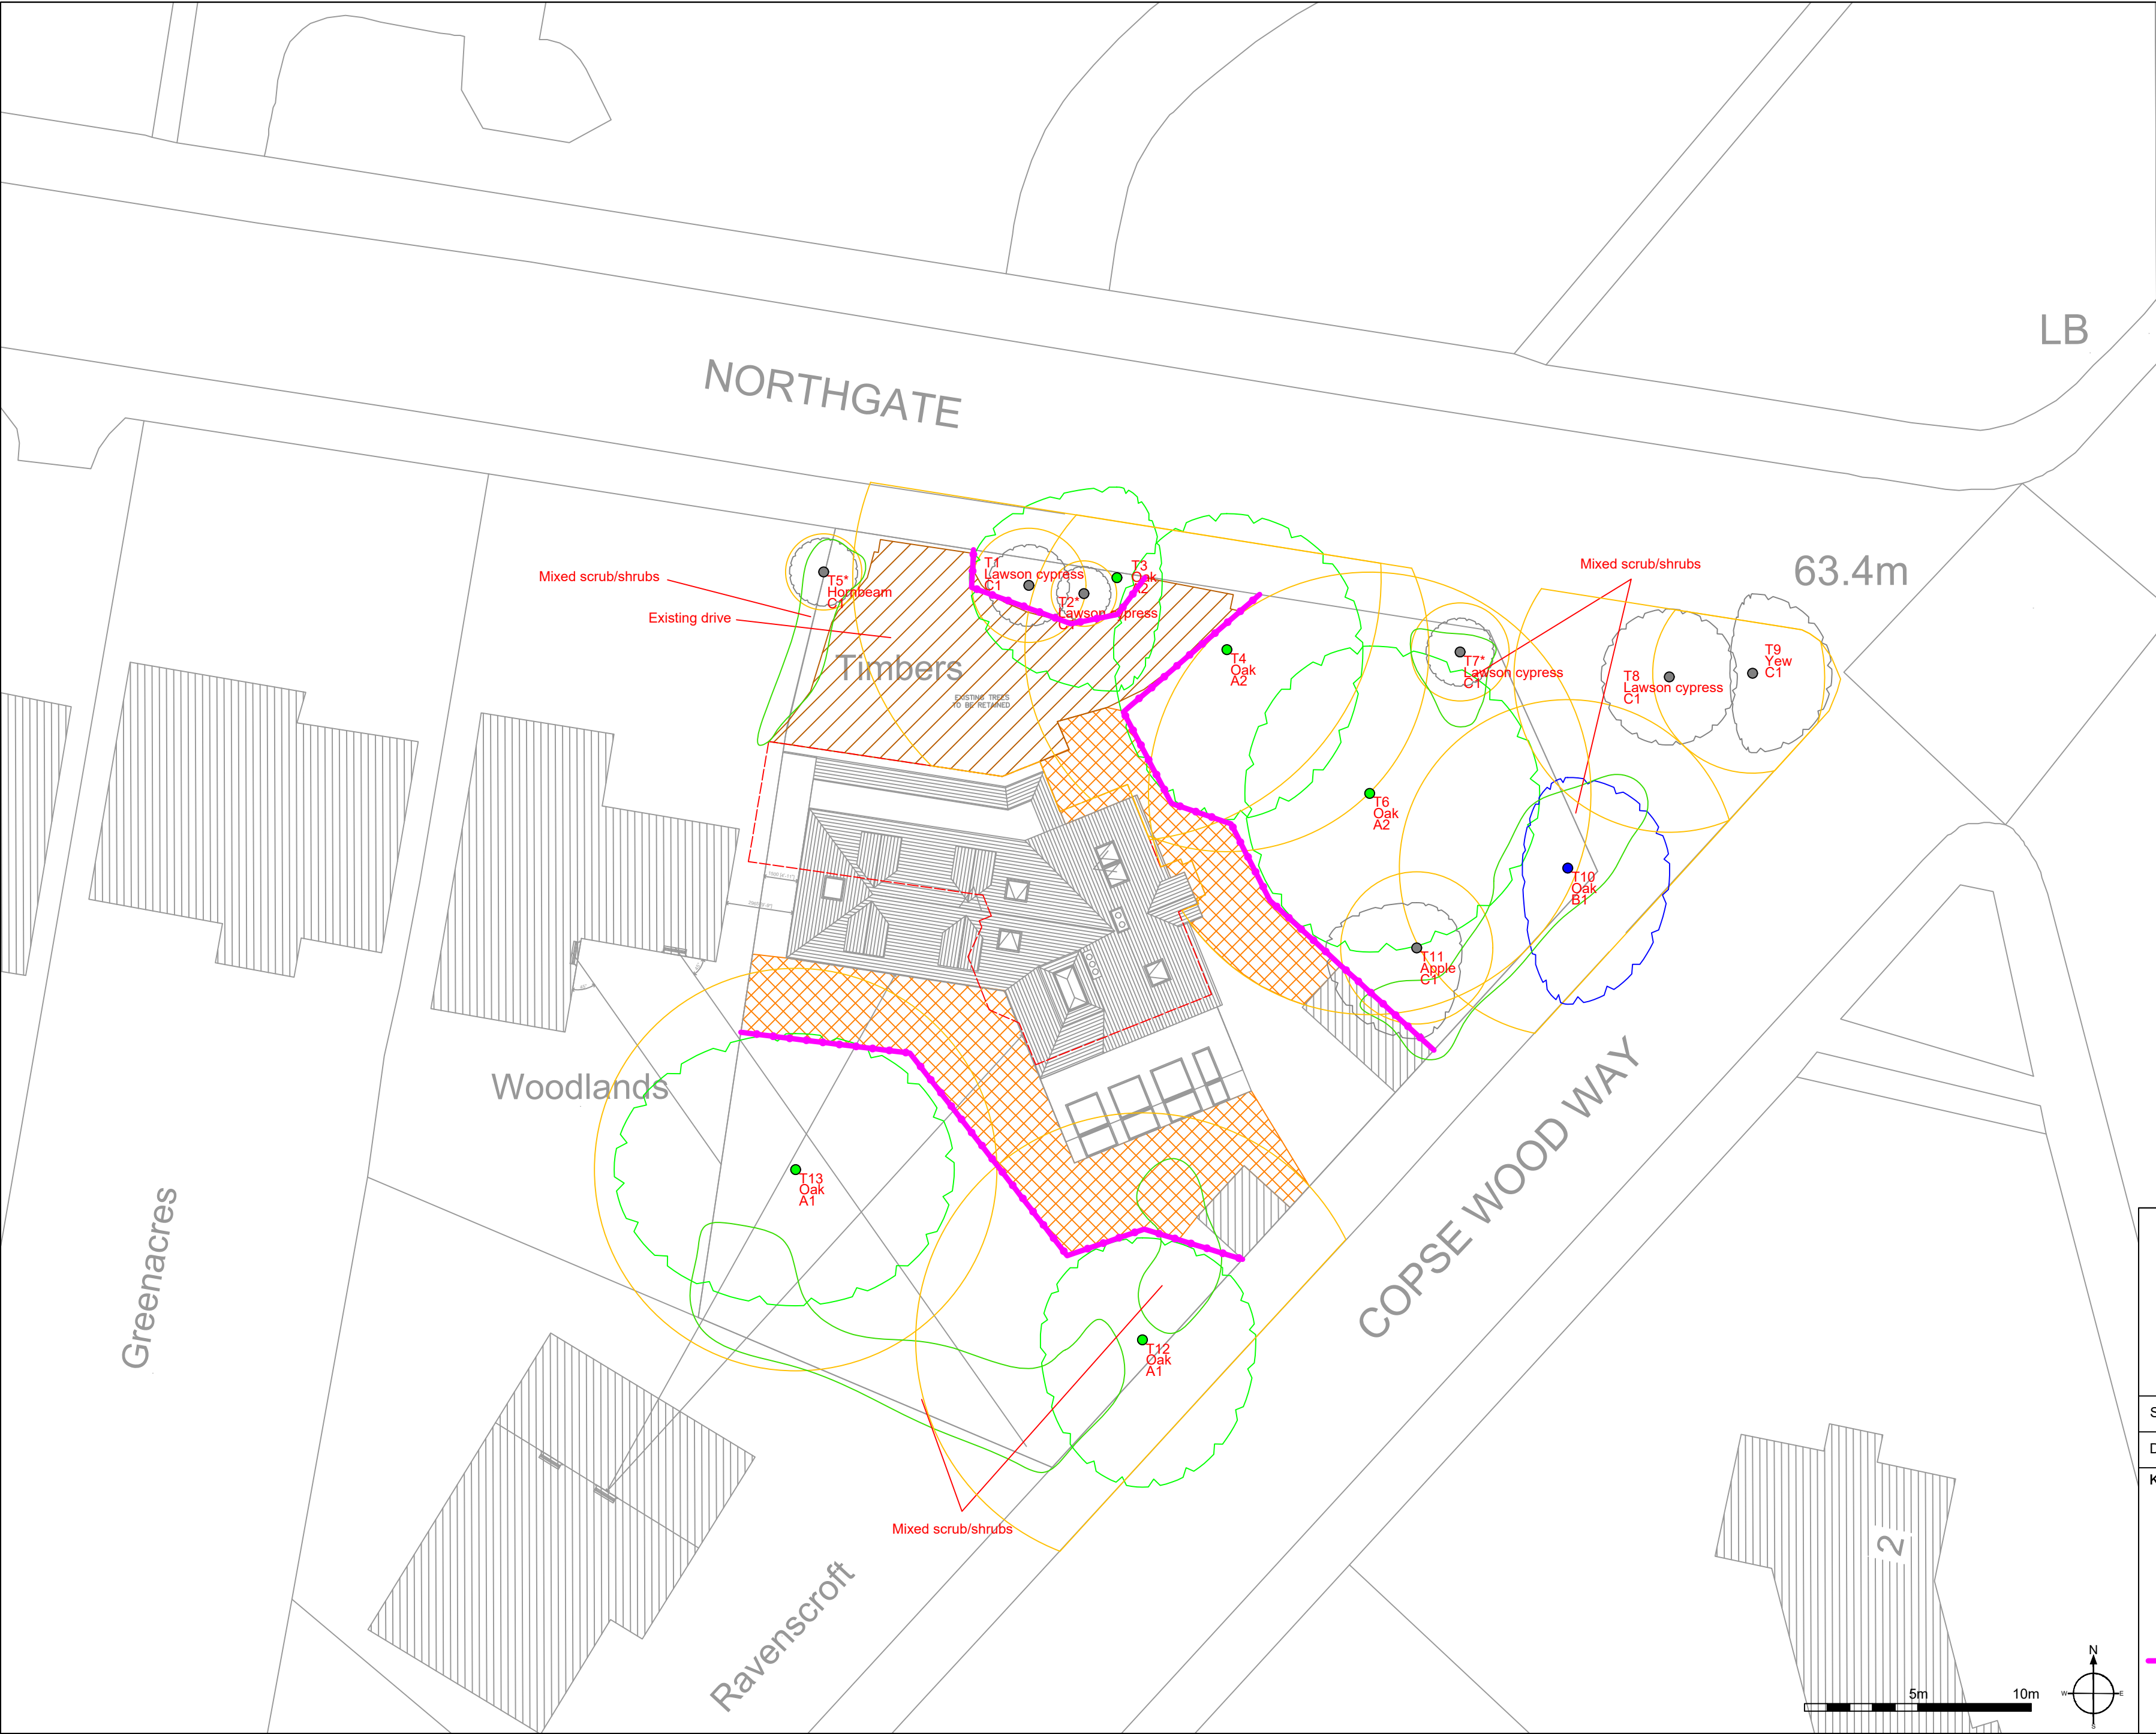 LB
NORTHGATE
63.4m
Mixed scrub/shrubs
Mixed scrub/shrubs
Existing drive
T5*
Hornbeam
C1
T1
Lawson cypress
C1
T2*
Lawson cypress
C1
T3
Oak
A2
T4
Oak
A2
T7*
Lawson cypress
C1
T8
Lawson cypress
C1
T9
Yew
C1
Timbers
EXISTING TREES
TO BE RETAINED
T6
Oak
A2
T10
Oak
B1
T11
Apple
C1
Woodlands
T13
Oak
A1
COPSE WOOD WAY
Greenacres
T12
Oak
A1
Mixed scrub/shrubs
Ravenscroft
2
5m
10m
N
W
E
S